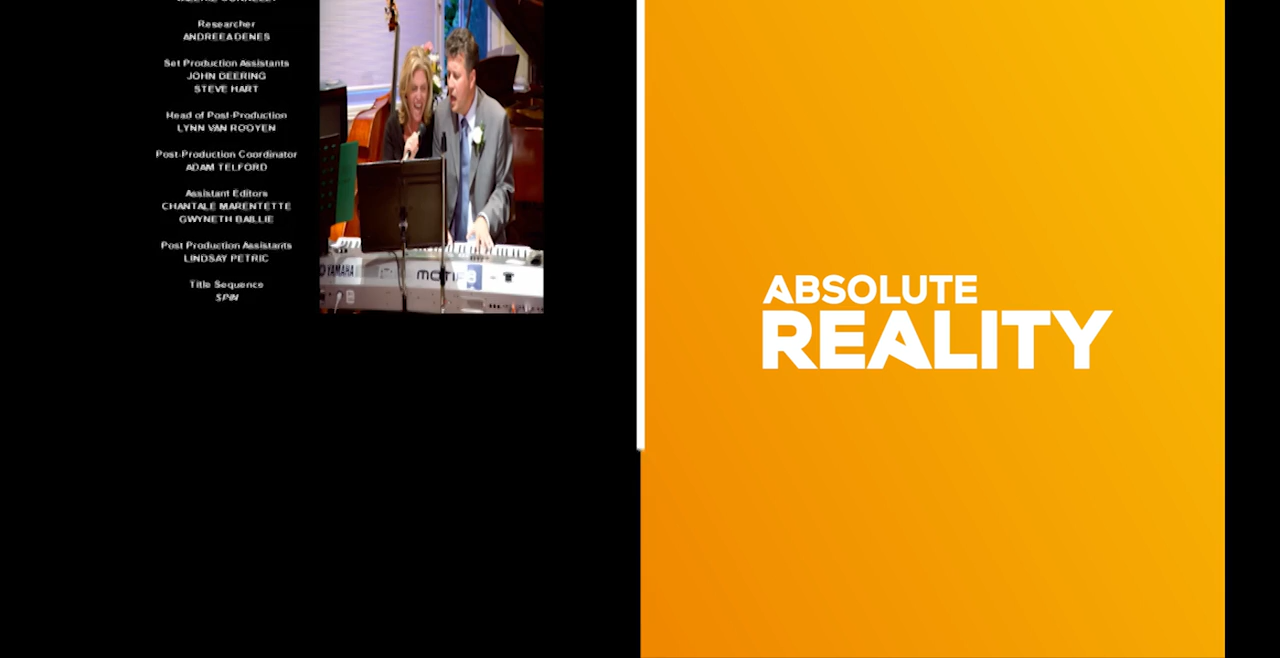 Researcher
ANDREEA DENES
Set Production Assistants
JOHN DEERING
STEVE HART
Head of Post-Production
LYNN VAN ROOYEN
Post-Production Coordinator
ADAM TELFORD
Assistant Editors
CHANTALE MARENTETTE
GWYNETH BAILLIE
Post Production Assistants
LINDSAY PETRIC
Title Sequence
SPIN
YAMAHA
ABSOLUTE
REALITY